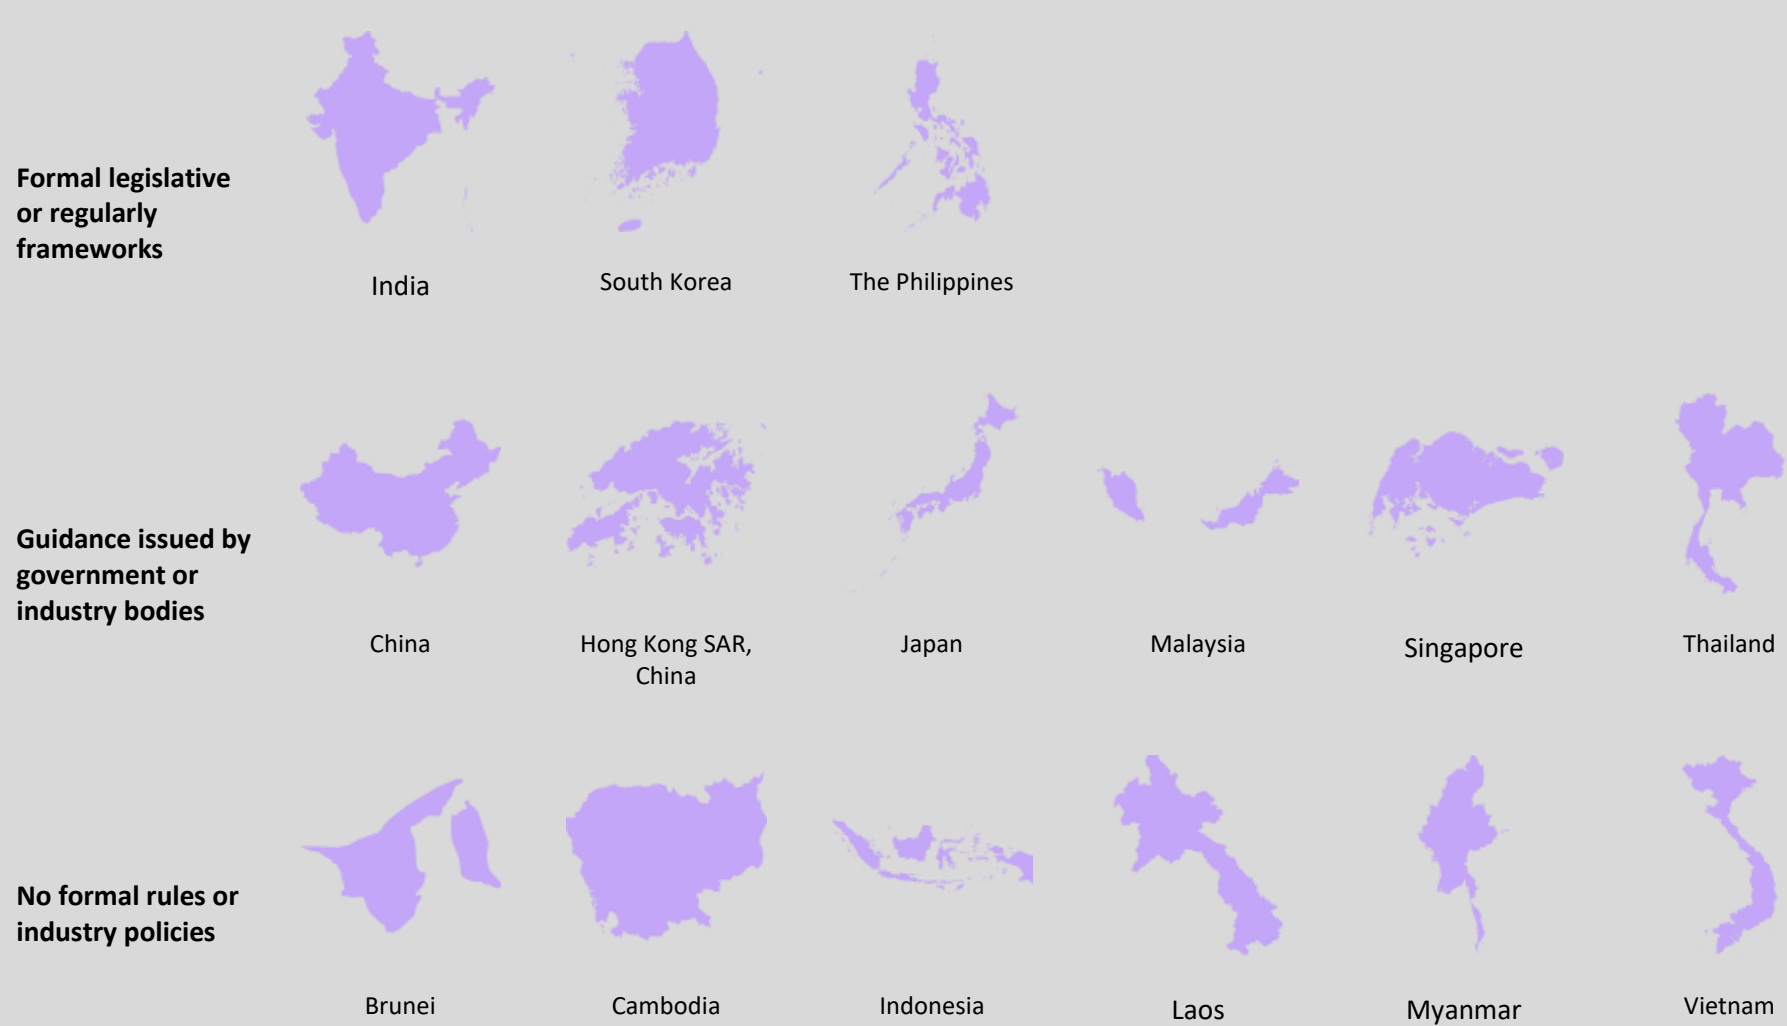 Formal legislative
or regularly
frameworks
India
South Korea
The Philippines
Guidance issued by
government or
industry bodies
China
Hong Kong SAR,
China
Japan
Malaysia
Singapore
Thailand
No formal rules or
industry policies
Brunei
Cambodia
Indonesia
Laos
Myanmar
Vietnam